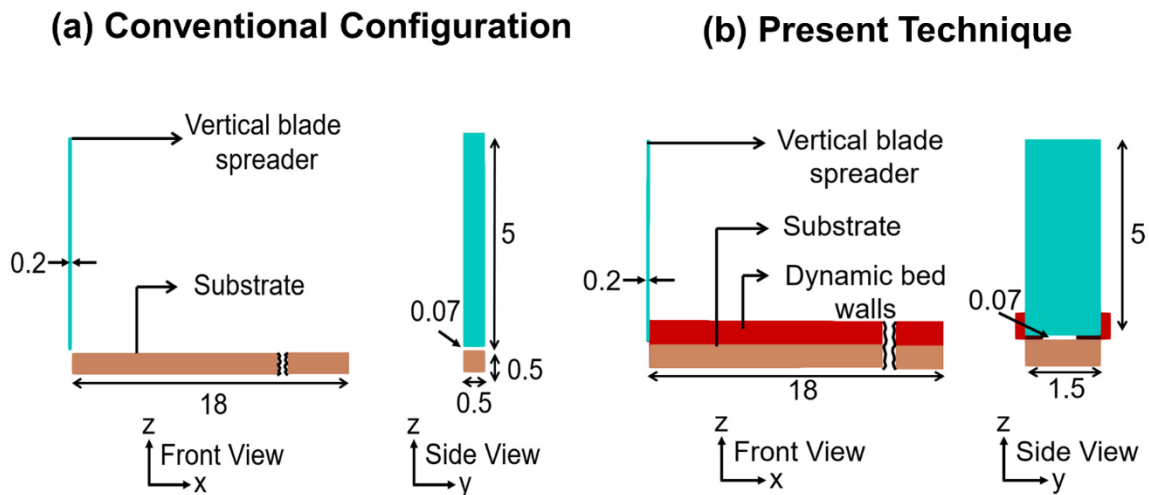 (a) Conventional Configuration
Vertical blade
spreader
0.2
Substrate
18
z
x
Front View
5
0.07
0.5
0.5
z
y
Side View
(b) Present Technique
Vertical blade
spreader
Substrate
0.2
Dynamic bed
walls
18
z
x
Front View
5
0.07
1.5
z
y
Side View